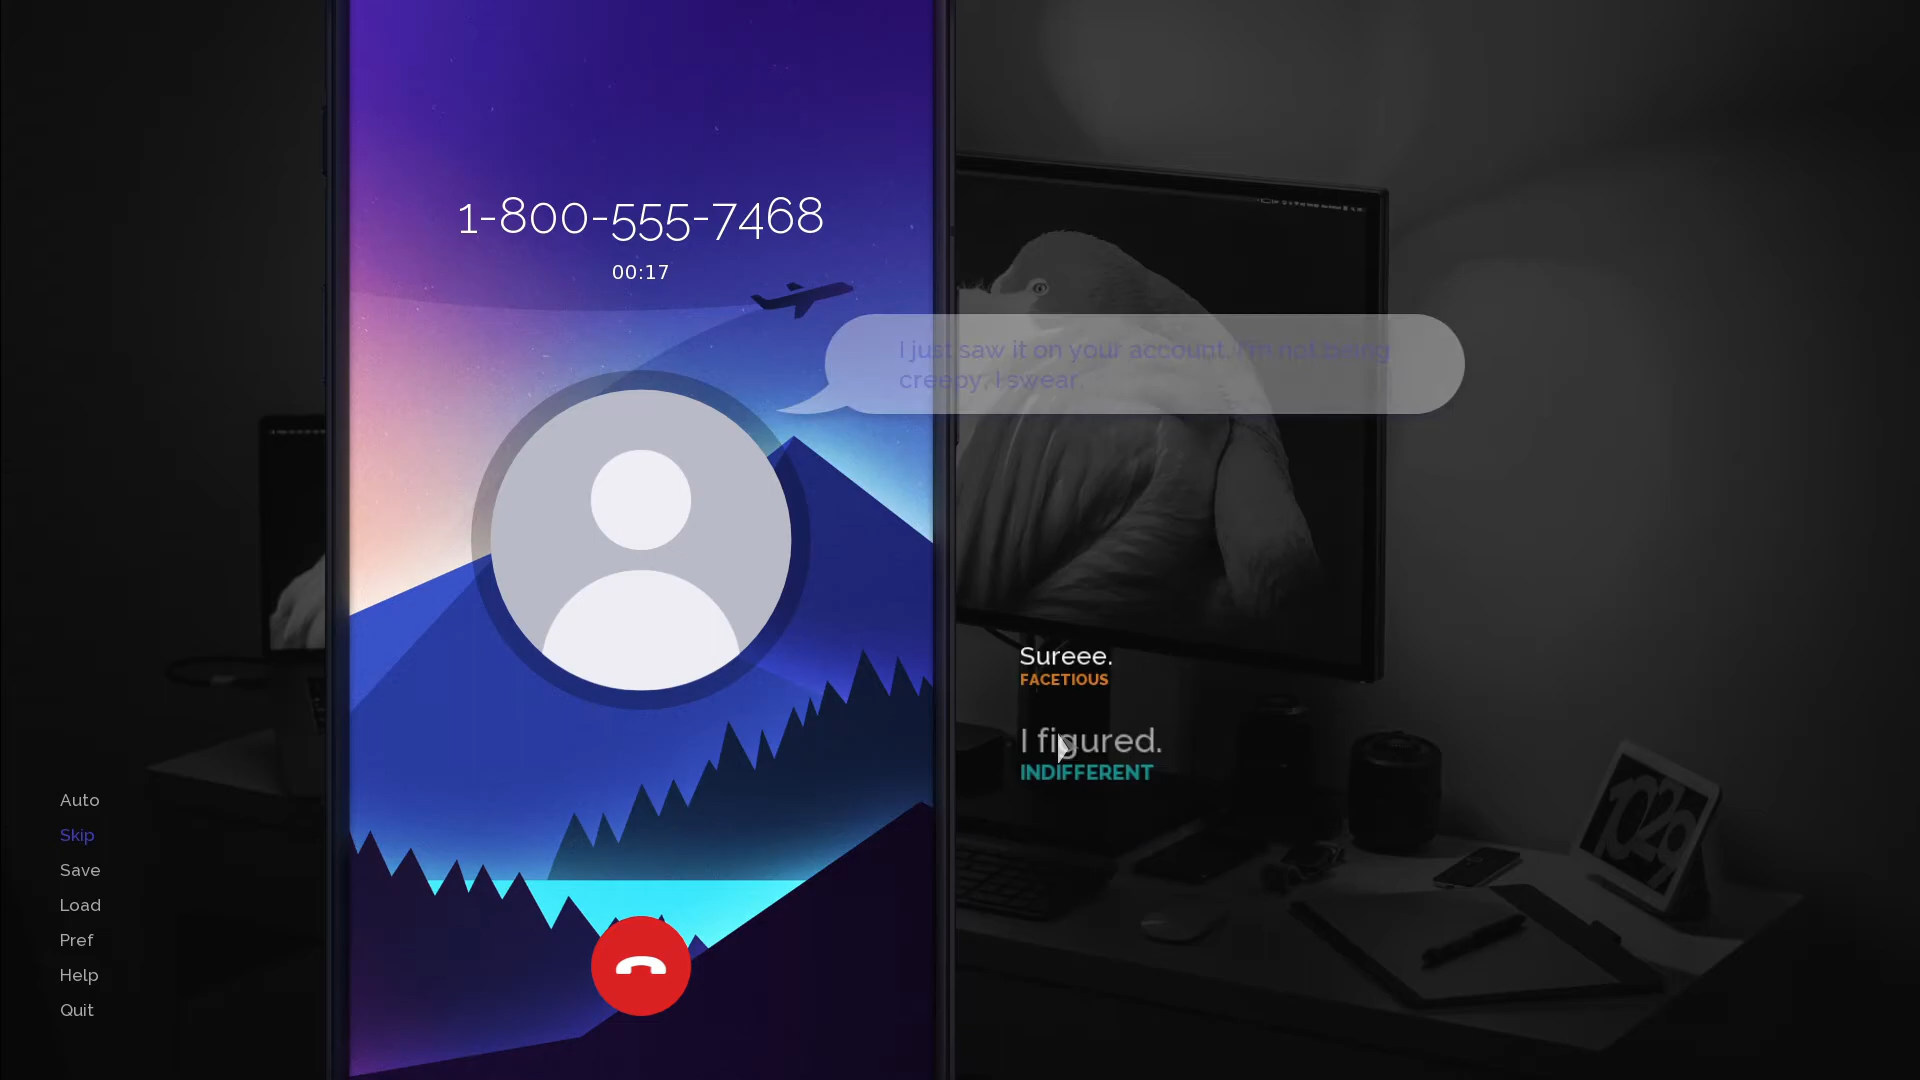 1-800-555-7468
00:17
I just saw it on your account. I'm not being
creepy, I swear.
Sureee.
FACETIOUS
I figured.
INDIFFERENT
Auto
Skip
Save
Load
Pref
Help
Quit
1029